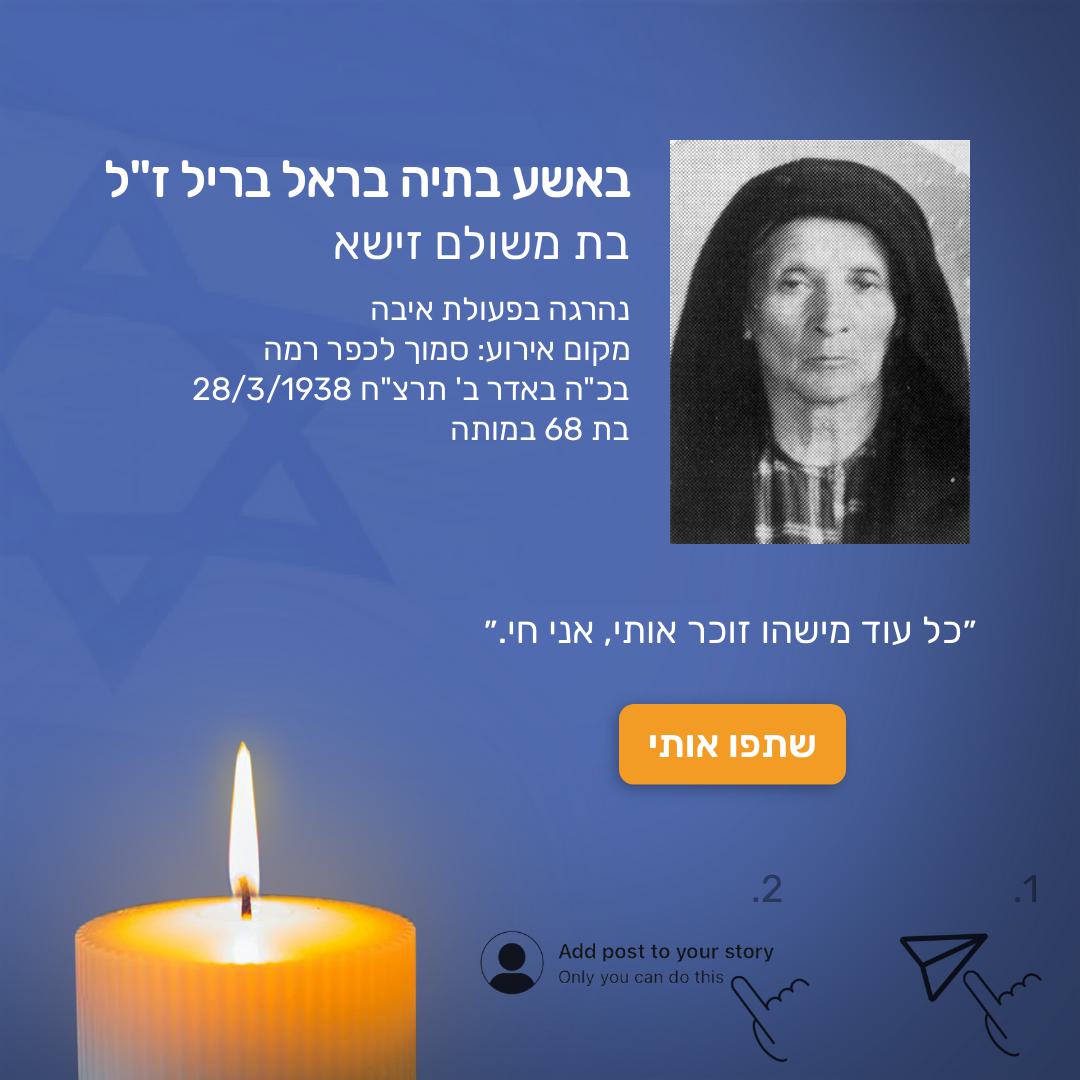 באשע בתיה בראל בריל ז"ל
בת משולם זישא
נהרגה בפעולת איבה
מקום אירוע: סמוך לכפר רמה
בכ"ה באדר ב' תרצ"ח 28/3/1938
בת 68 במותה
״כל עוד מישהו זוכר אותי, אני חי.״
שתפו אותי
.1
.2
Add post to your story
Only you can do this